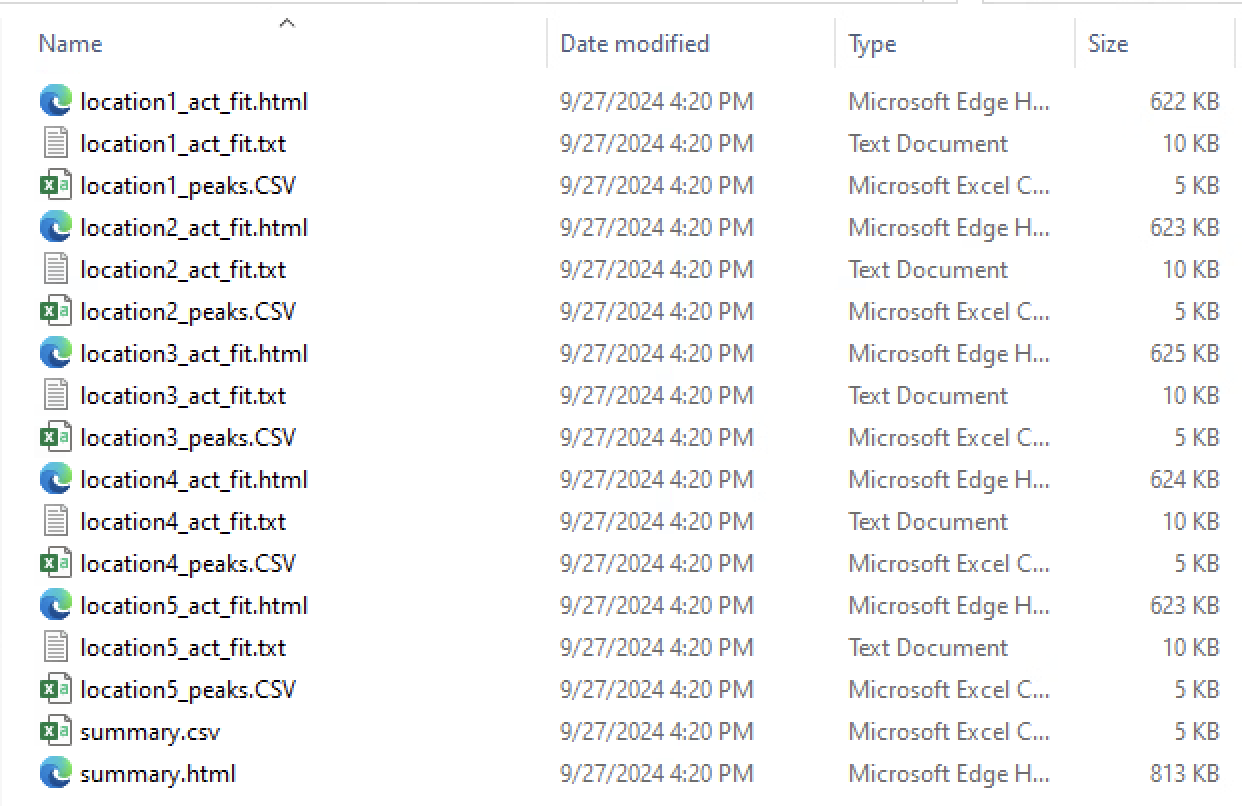 Name Date modified Type Size
location1_act_fit.html 9/27/2024 4:20 PM Microsoft Edge H... 622 KB
location1_act_fit.txt 9/27/2024 4:20 PM Text Document 10 KB
location1_peaks.CSV 9/27/2024 4:20 PM Microsoft Excel C... 5 KB
location2_act_fit.html 9/27/2024 4:20 PM Microsoft Edge H... 623 KB
location2_act_fit.txt 9/27/2024 4:20 PM Text Document 10 KB
location2_peaks.CSV 9/27/2024 4:20 PM Microsoft Excel C... 5 KB
location3_act_fit.html 9/27/2024 4:20 PM Microsoft Edge H... 625 KB
location3_act_fit.txt 9/27/2024 4:20 PM Text Document 10 KB
location3_peaks.CSV 9/27/2024 4:20 PM Microsoft Excel C... 5 KB
location4_act_fit.html 9/27/2024 4:20 PM Microsoft Edge H... 624 KB
location4_act_fit.txt 9/27/2024 4:20 PM Text Document 10 KB
location4_peaks.CSV 9/27/2024 4:20 PM Microsoft Excel C... 5 KB
location5_act_fit.html 9/27/2024 4:20 PM Microsoft Edge H... 623 KB
location5_act_fit.txt 9/27/2024 4:20 PM Text Document 10 KB
location5_peaks.CSV 9/27/2024 4:20 PM Microsoft Excel C... 5 KB
summary.csv 9/27/2024 4:20 PM Microsoft Excel C... 5 KB
summary.html 9/27/2024 4:20 PM Microsoft Edge H... 813 KB